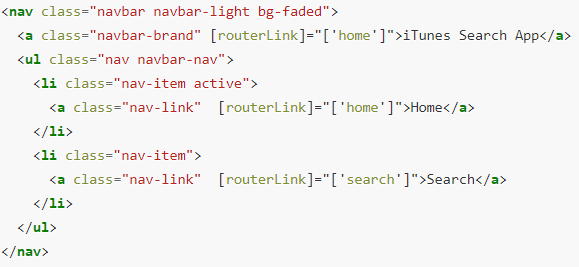 <nav class="navbar navbar-light bg-faded">
  <a class="navbar-brand" [routerLink]="['home']">iTunes Search App</a>
  <ul class="nav navbar-nav">
    <li class="nav-item active">
      <a class="nav-link"  [routerLink]="['home']">Home</a>
    </li>
    <li class="nav-item">
      <a class="nav-link"  [routerLink]="['search']">Search</a>
    </li>
  </ul>
</nav>